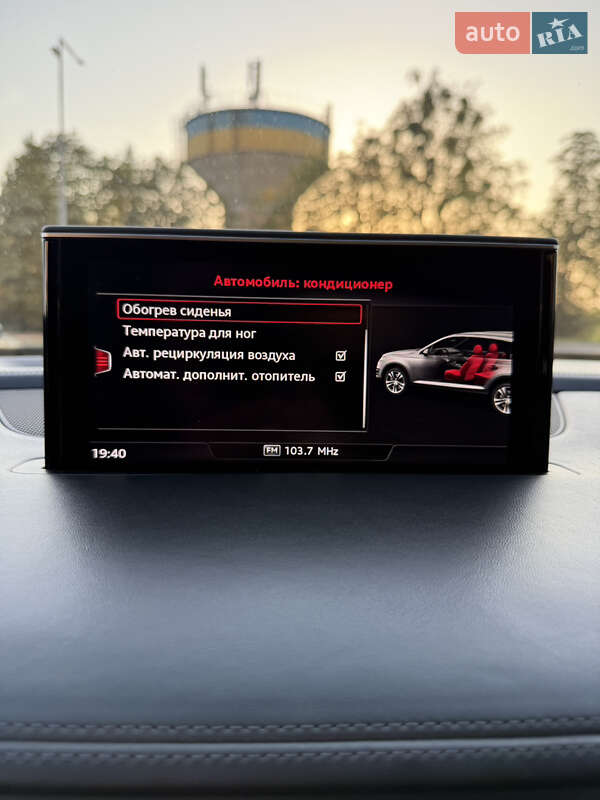 auto RIA .com
Автомобиль: кондиционер
Обогрев сиденья
Температура для ног
Авт. рециркуляция воздуха
Автомат. дополнит. отопитель
19:40
FM 103.7 MHz